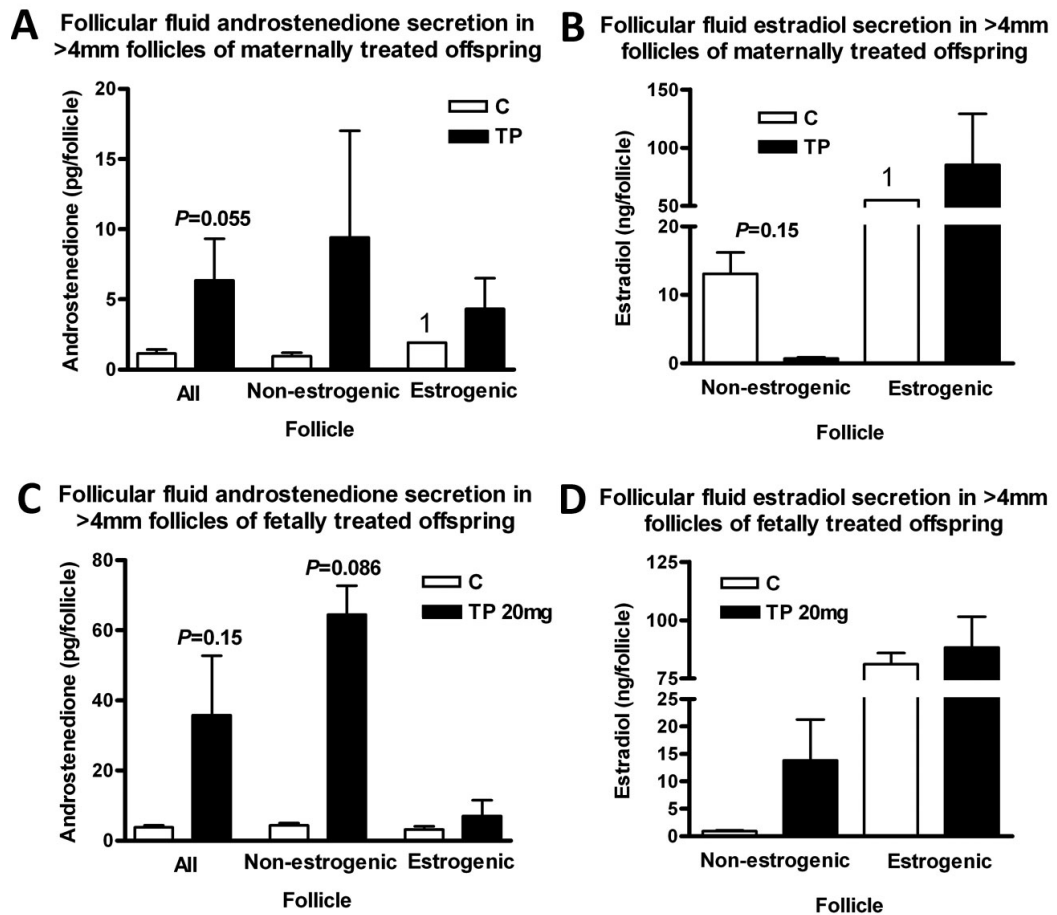 A
Follicular fluid androstenedione secretion in
>4mm follicles of maternally treated offspring
Androstenedione (pg/follicle)
20
15
10
5
0
C
TP
P=0.055
1
All
Non-estrogenic
Estrogenic
Follicle
B
Follicular fluid estradiol secretion in >4mm
follicles of maternally treated offspring
Estradiol (ng/follicle)
150
100
50
20
10
0
C
TP
P=0.15
1
Non-estrogenic
Estrogenic
Follicle
C
Follicular fluid androstenedione secretion in
>4mm follicles of fetally treated offspring
Androstenedione (pg/follicle)
80
60
40
20
0
C
TP 20mg
P=0.15
P=0.086
All
Non-estrogenic
Estrogenic
Follicle
D
Follicular fluid estradiol secretion in >4mm
follicles of fetally treated offspring
Estradiol (ng/follicle)
125
100
75
25
20
15
10
5
0
C
TP 20mg
Non-estrogenic
Estrogenic
Follicle